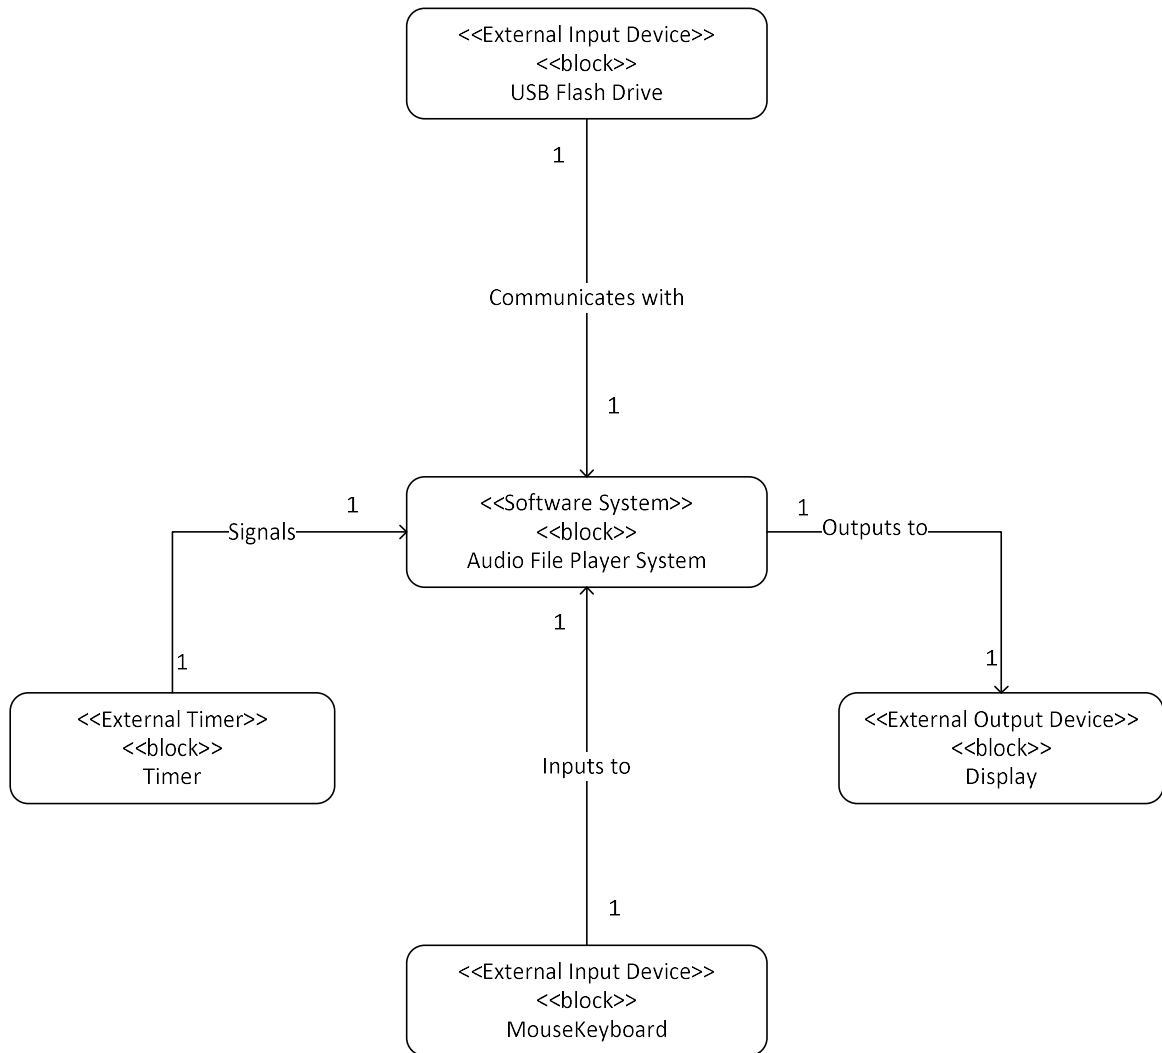 <<External Input Device>>
<<block>>
USB Flash Drive
1
Communicates with
1
<<Software System>>
<<block>>
Audio File Player System
1
Signals
1
1
Outputs to
1
<<External Timer>>
<<block>>
Timer
<<External Output Device>>
<<block>>
Display
1
Inputs to
1
<<External Input Device>>
<<block>>
MouseKeyboard